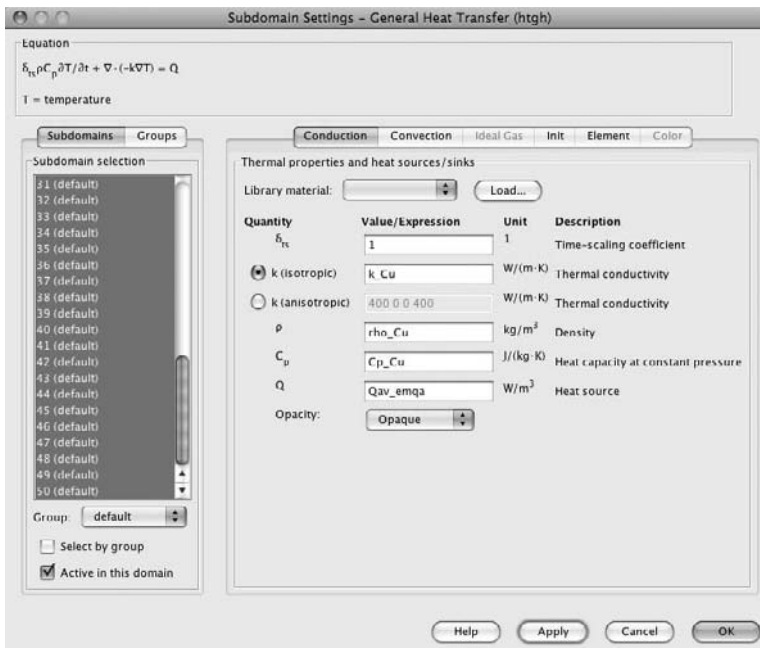 Subdomain Settings – General Heat Transfer (htgh)
Equation
δ_ts ρC_p ∂T/∂t + ∇·(-k∇T) = Q
T = temperature
Subdomains Groups
Subdomain selection
31 (default)
32 (default)
33 (default)
34 (default)
35 (default)
36 (default)
37 (default)
38 (default)
39 (default)
40 (default)
41 (default)
42 (default)
43 (default)
44 (default)
45 (default)
46 (default)
47 (default)
48 (default)
49 (default)
50 (default)
Group: default
Select by group
Active in this domain
Conduction Convection Ideal Gas Init Element Color
Thermal properties and heat sources/sinks
Library material: Load...
Quantity Value/Expression Unit Description
δ_ts 1 1 Time-scaling coefficient
k (isotropic) k_Cu W/(m·K) Thermal conductivity
k (anisotropic) 400 0 0 400 W/(m·K) Thermal conductivity
ρ rho_Cu kg/m³ Density
C_p Cp_Cu J/(kg·K) Heat capacity at constant pressure
Q Qav_emqa W/m³ Heat source
Opacity: Opaque
Help Apply Cancel OK